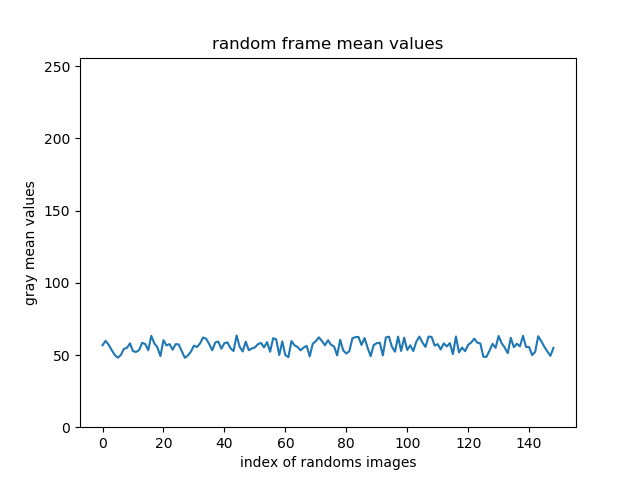 random frame mean values
250
200
150
100
50
0
gray mean values
0 20 40 60 80 100 120 140
index of randoms images